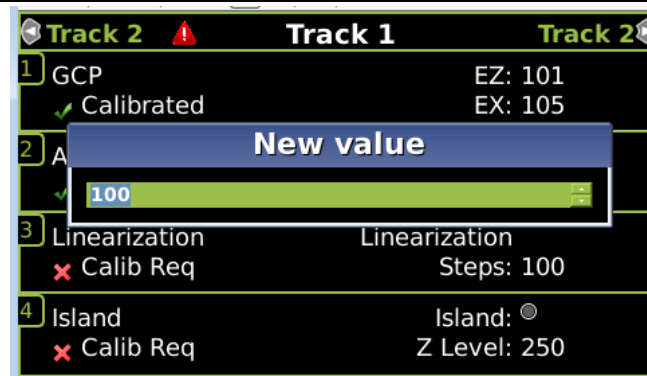 Track 2 Track 1 Track 2
1 GCP EZ: 101
Calibrated EX: 105
New value
2 A
100
3 Linearization Linearization
Calib Req Steps: 100
4 Island Island:
Calib Req Z Level: 250